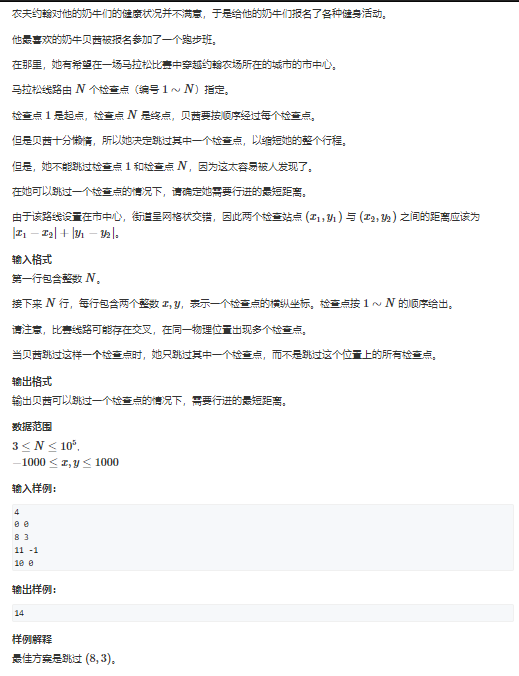 农夫约翰对他的奶牛们的健康状况并不满意，于是给他的奶牛们报名了各种健身活动。
他最喜欢的奶牛贝茜被报名参加了一个跑步班。
在那里，她有希望在一场马拉松比赛中穿越约翰农场所在的城市的市中心。
马拉松线路由 N 个检查点（编号 1 ∼ N）指定。
检查点 1 是起点，检查点 N 是终点，贝茜要按顺序经过每个检查点。
但是贝茜十分懒惰，所以她决定跳过其中一个检查点，以缩短她的整个行程。
但是，她不能跳过检查点 1 和检查点 N，因为这太容易被人发现了。
在她可以跳过一个检查点的情况下，请确定她需要行进的最短距离。
由于该路线设置在市中心，街道呈网格状交错，因此两个检查站点 (x₁, y₁) 与 (x₂, y₂) 之间的距离应该为
|x₁ − x₂| + |y₁ − y₂|。
输入格式
第一行包含整数 N。
接下来 N 行，每行包含两个整数 x, y，表示一个检查点的横纵坐标。检查点按 1 ∼ N 的顺序给出。
请注意，比赛线路可能存在交叉，在同一物理位置出现多个检查点。
当贝茜跳过这样一个检查点时，她只跳过其中一个检查点，而不是跳过这个位置上的所有检查点。
输出格式
输出贝茜可以跳过一个检查点的情况下，需要行进的最短距离。
数据范围
3 ≤ N ≤ 10⁵,
−1000 ≤ x, y ≤ 1000
输入样例：
4
0 0
8 3
11 -1
10 0
输出样例：
14
样例解释
最佳方案是跳过 (8, 3)。